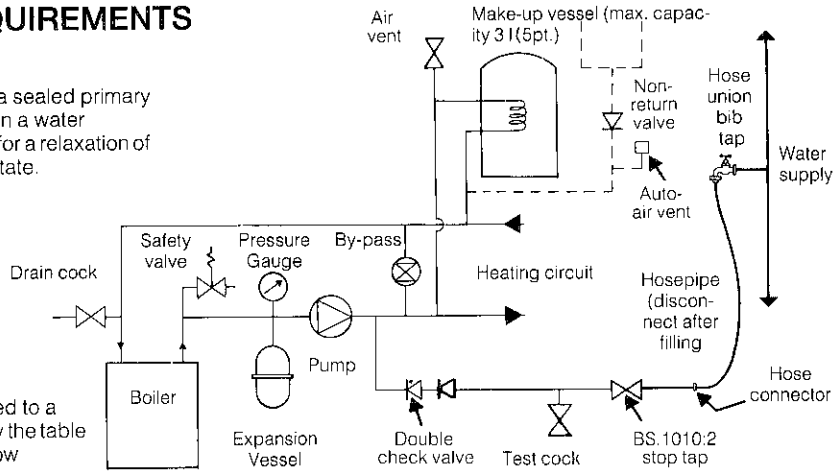 QUIREMENTS
a sealed primary
n a water
for a relaxation of
tate.
ed to a
y the table
ow
Air
vent
Make-up vessel (max. capac-
ity 3 l(5pt.)
Non-
return
valve
Hose
union
bib
tap
Water
supply
Auto-
air vent
Drain cock
Safety
valve
Pressure
Gauge
By-pass
Heating circuit
Hosepipe
(discon-
nect after
filling
Pump
Boiler
Expansion
Vessel
Double
check valve
Test cock
BS.1010:2
stop tap
Hose
connector